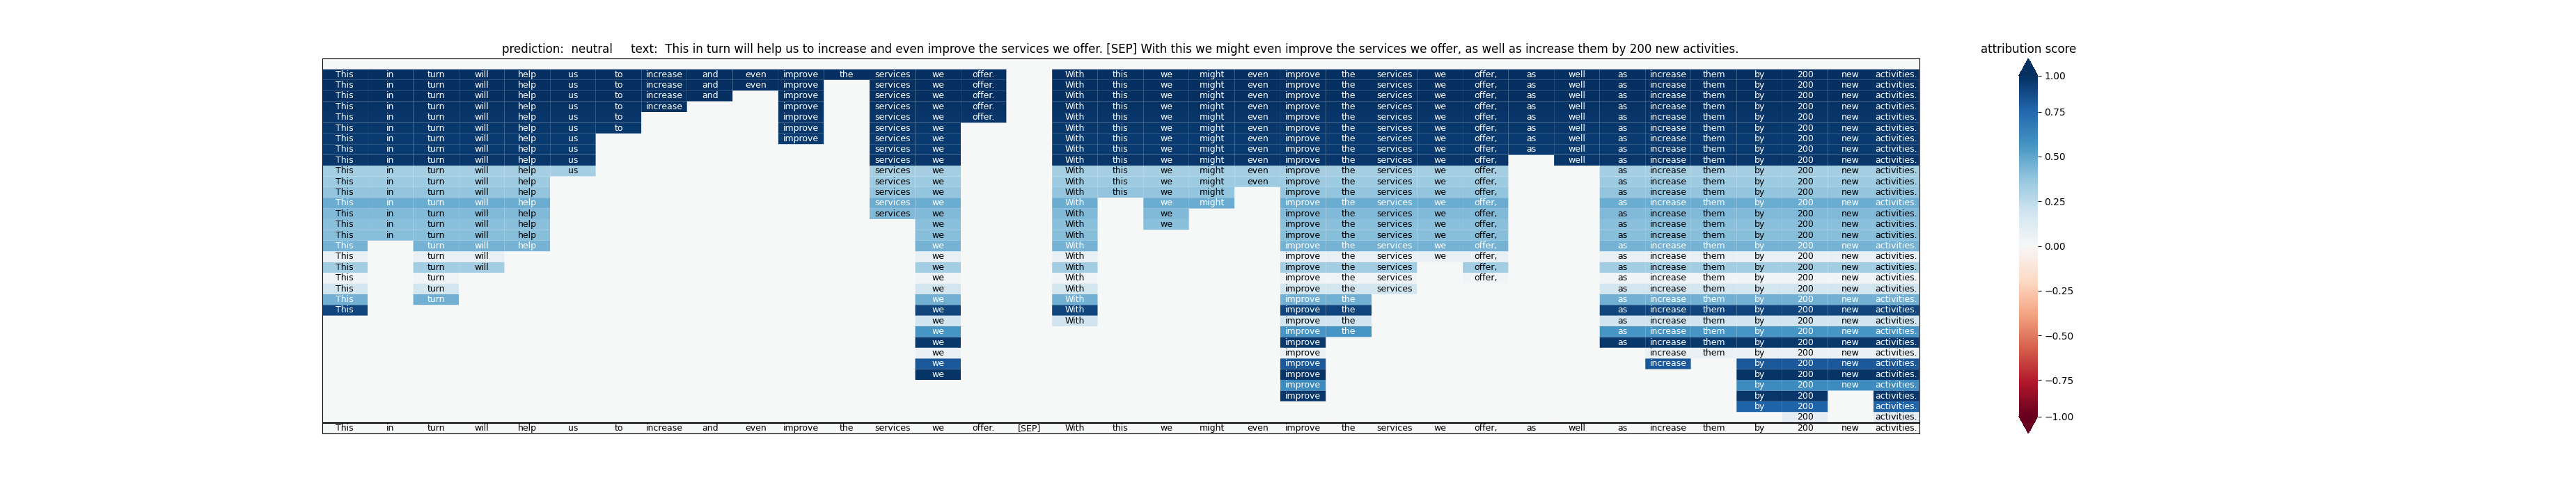 prediction:  neutral     text:  This in turn will help us to increase and even improve the services we offer. [SEP] With this we might even improve the services we offer, as well as increase them by 200 new activities.
This in turn will help us to increase and even improve the services we offer. With this we might even improve the services we offer, as well as increase them by 200 new activities.
This in turn will help us to increase and even improve services we offer. With this we might even improve the services we offer, as well as increase them by 200 new activities.
This in turn will help us to increase and improve services we offer. With this we might even improve the services we offer, as well as increase them by 200 new activities.
This in turn will help us to increase improve services we offer. With this we might even improve the services we offer, as well as increase them by 200 new activities.
This in turn will help us to improve services we offer. With this we might even improve the services we offer, as well as increase them by 200 new activities.
This in turn will help us to improve services we With this we might even improve the services we offer, as well as increase them by 200 new activities.
This in turn will help us improve services we With this we might even improve the services we offer, as well as increase them by 200 new activities.
This in turn will help us services we With this we might even improve the services we offer, as well as increase them by 200 new activities.
This in turn will help us services we With this we might even improve the services we offer, well as increase them by 200 new activities.
This in turn will help us services we With this we might even improve the services we offer, as increase them by 200 new activities.
This in turn will help services we With this we might even improve the services we offer, as increase them by 200 new activities.
This in turn will help services we With this we might improve the services we offer, as increase them by 200 new activities.
This in turn will help services we With we might improve the services we offer, as increase them by 200 new activities.
This in turn will help services we With we improve the services we offer, as increase them by 200 new activities.
This in turn will help we With we improve the services we offer, as increase them by 200 new activities.
This in turn will help we With improve the services we offer, as increase them by 200 new activities.
This turn will help we With improve the services we offer, as increase them by 200 new activities.
This turn will we With improve the services we offer, as increase them by 200 new activities.
This turn will we With improve the services offer, as increase them by 200 new activities.
This turn we With improve the services offer, as increase them by 200 new activities.
This turn we With improve the services as increase them by 200 new activities.
This turn we With improve the as increase them by 200 new activities.
This we With improve the as increase them by 200 new activities.
we With improve the as increase them by 200 new activities.
we improve the as increase them by 200 new activities.
we improve as increase them by 200 new activities.
we improve increase them by 200 new activities.
we improve increase by 200 new activities.
we improve by 200 new activities.
improve by 200 new activities.
improve by 200 activities.
by 200 activities.
200 activities.
This in turn will help us to increase and even improve the services we offer. [SEP] With this we might even improve the services we offer, as well as increase them by 200 new activities.
attribution score
1.00
0.75
0.50
0.25
0.00
−0.25
−0.50
−0.75
−1.00